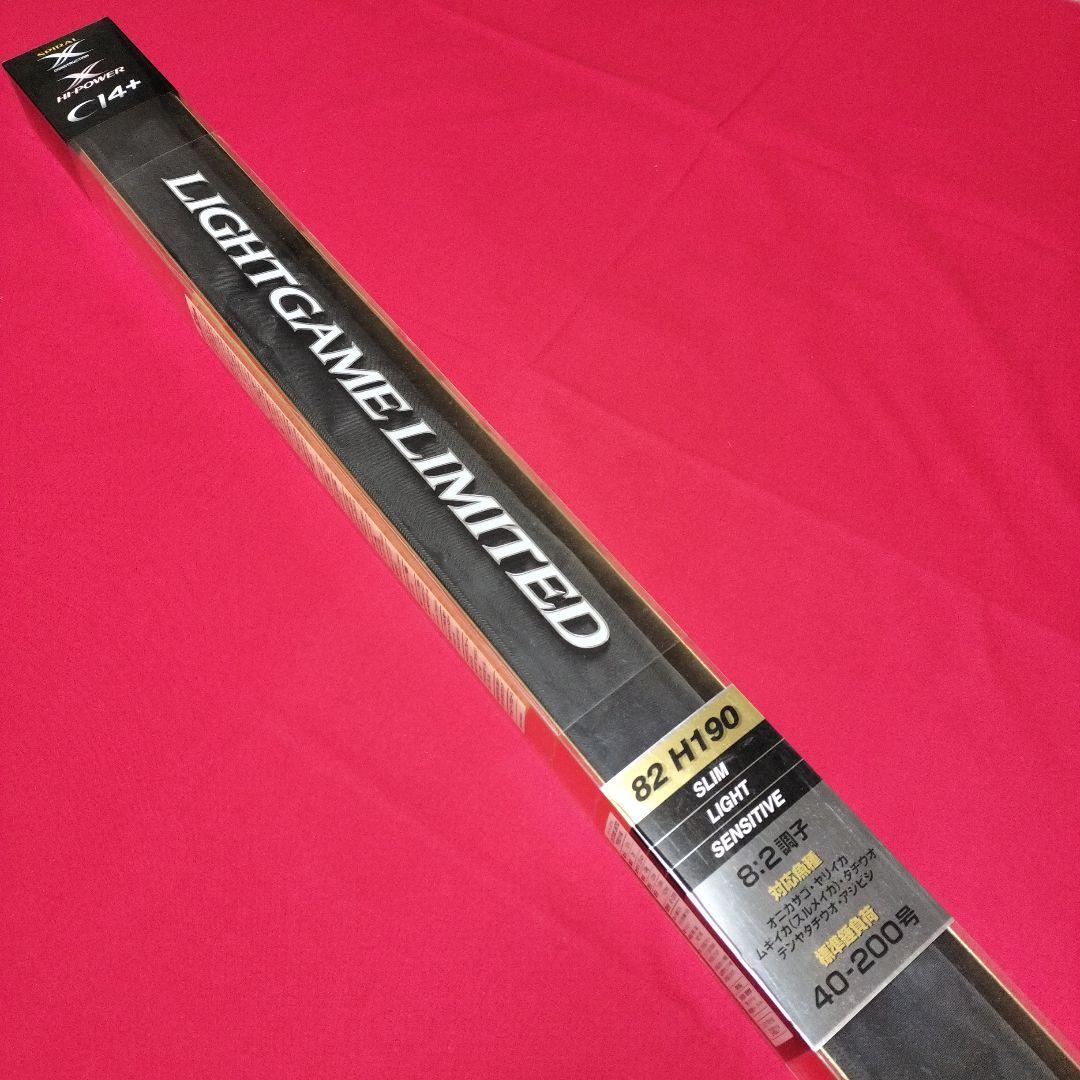 SPIRAL
X
CONSTRUCTION
X
HI-POWER
CI4+
LIGHTGAME LIMITED
82 H190
SLIM
LIGHT
SENSITIVE
8:2調子
対応魚種
オニカサゴ・ヤリイカ
ムギイカ(スルメイカ)・タチウオ
テンヤタチウオ・アジビシ
標準錘負荷
40-200号